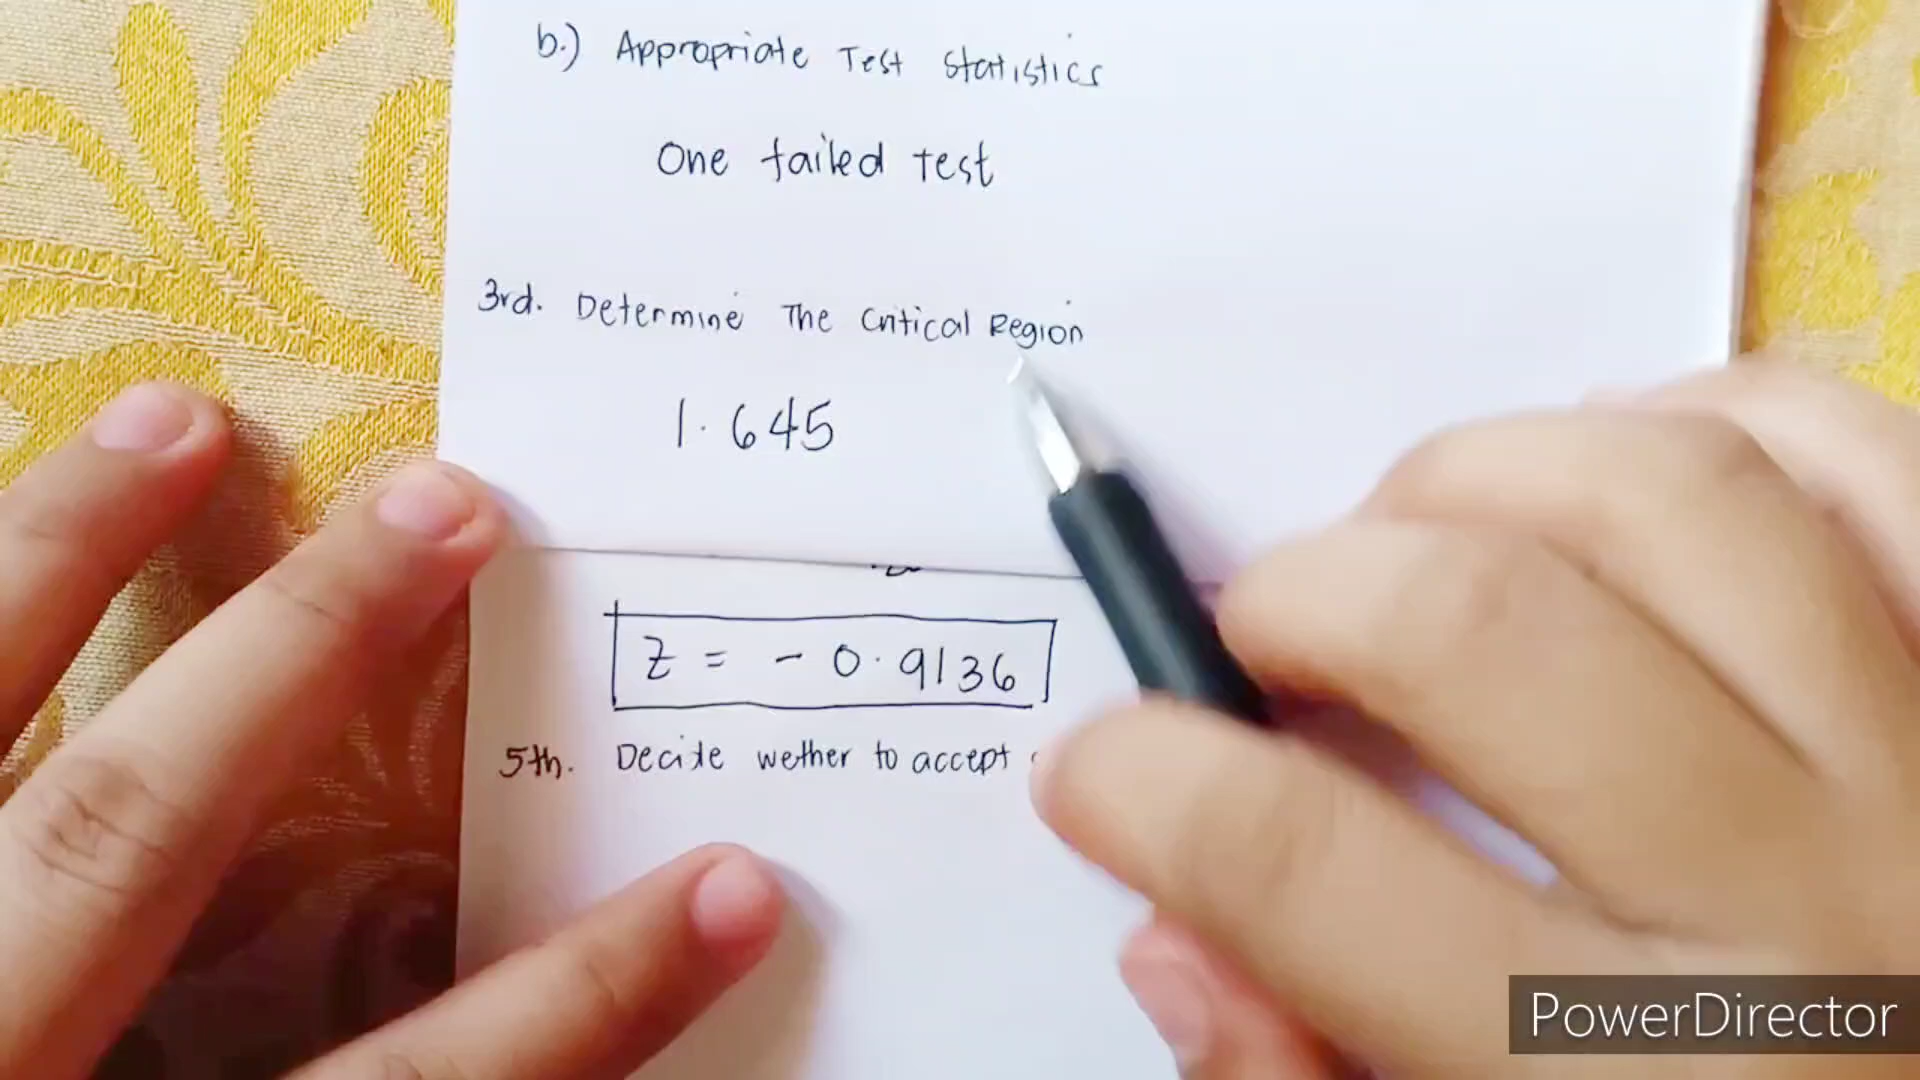 b.) Appropriate Test Statistics
One tailed test
3rd. Determine The Critical Region
1.645
Z = - 0.9136
5th. Decide wether to accept
PowerDirector